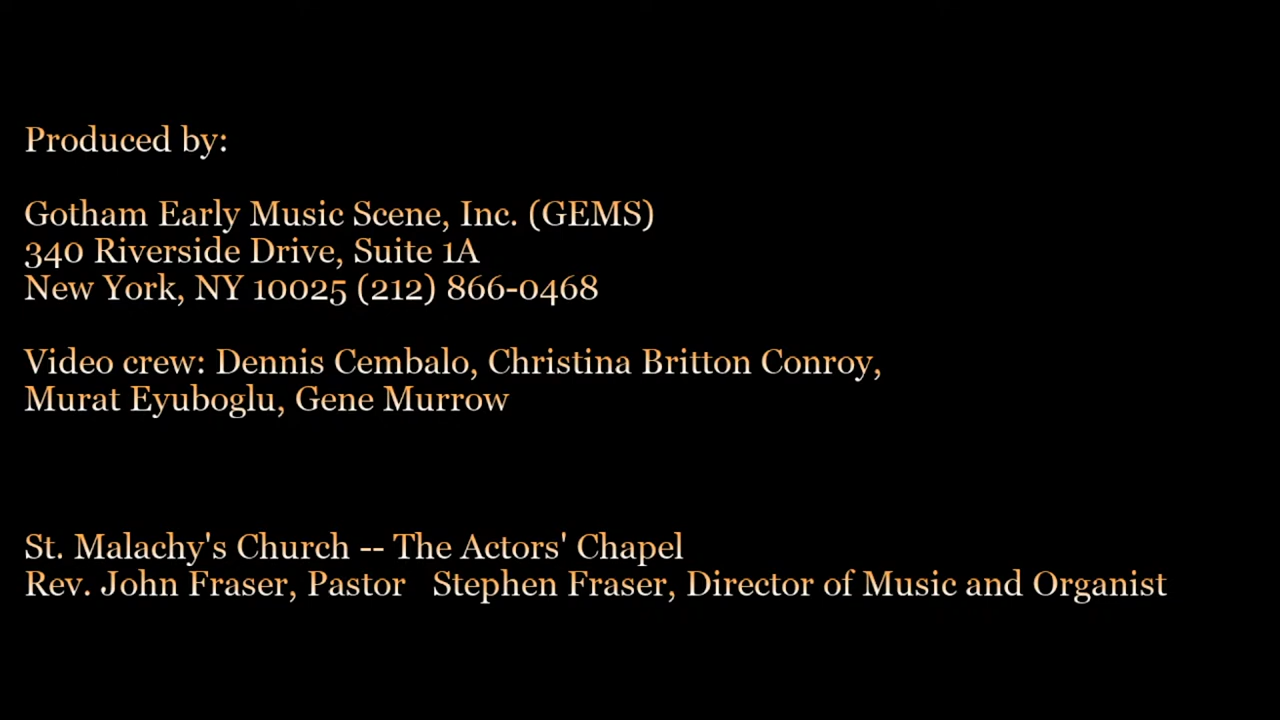 Produced by:
Gotham Early Music Scene, Inc. (GEMS)
340 Riverside Drive, Suite 1A
New York, NY 10025 (212) 866-0468
Video crew: Dennis Cembalo, Christina Britton Conroy,
Murat Eyuboglu, Gene Murrow
St. Malachy's Church -- The Actors' Chapel
Rev. John Fraser, Pastor   Stephen Fraser, Director of Music and Organist